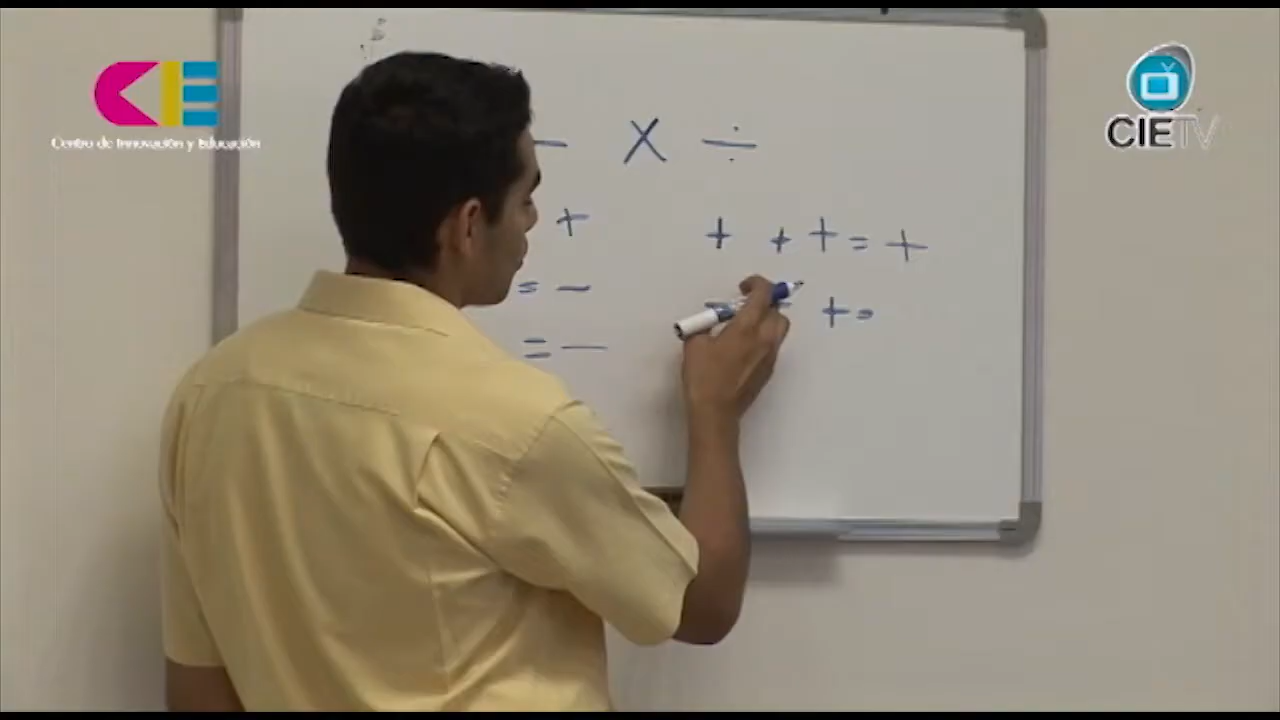 CIE
Centro de Innovación y Educación
CIETV
− X ÷
+
+ + + = +
= −
− + =
= −